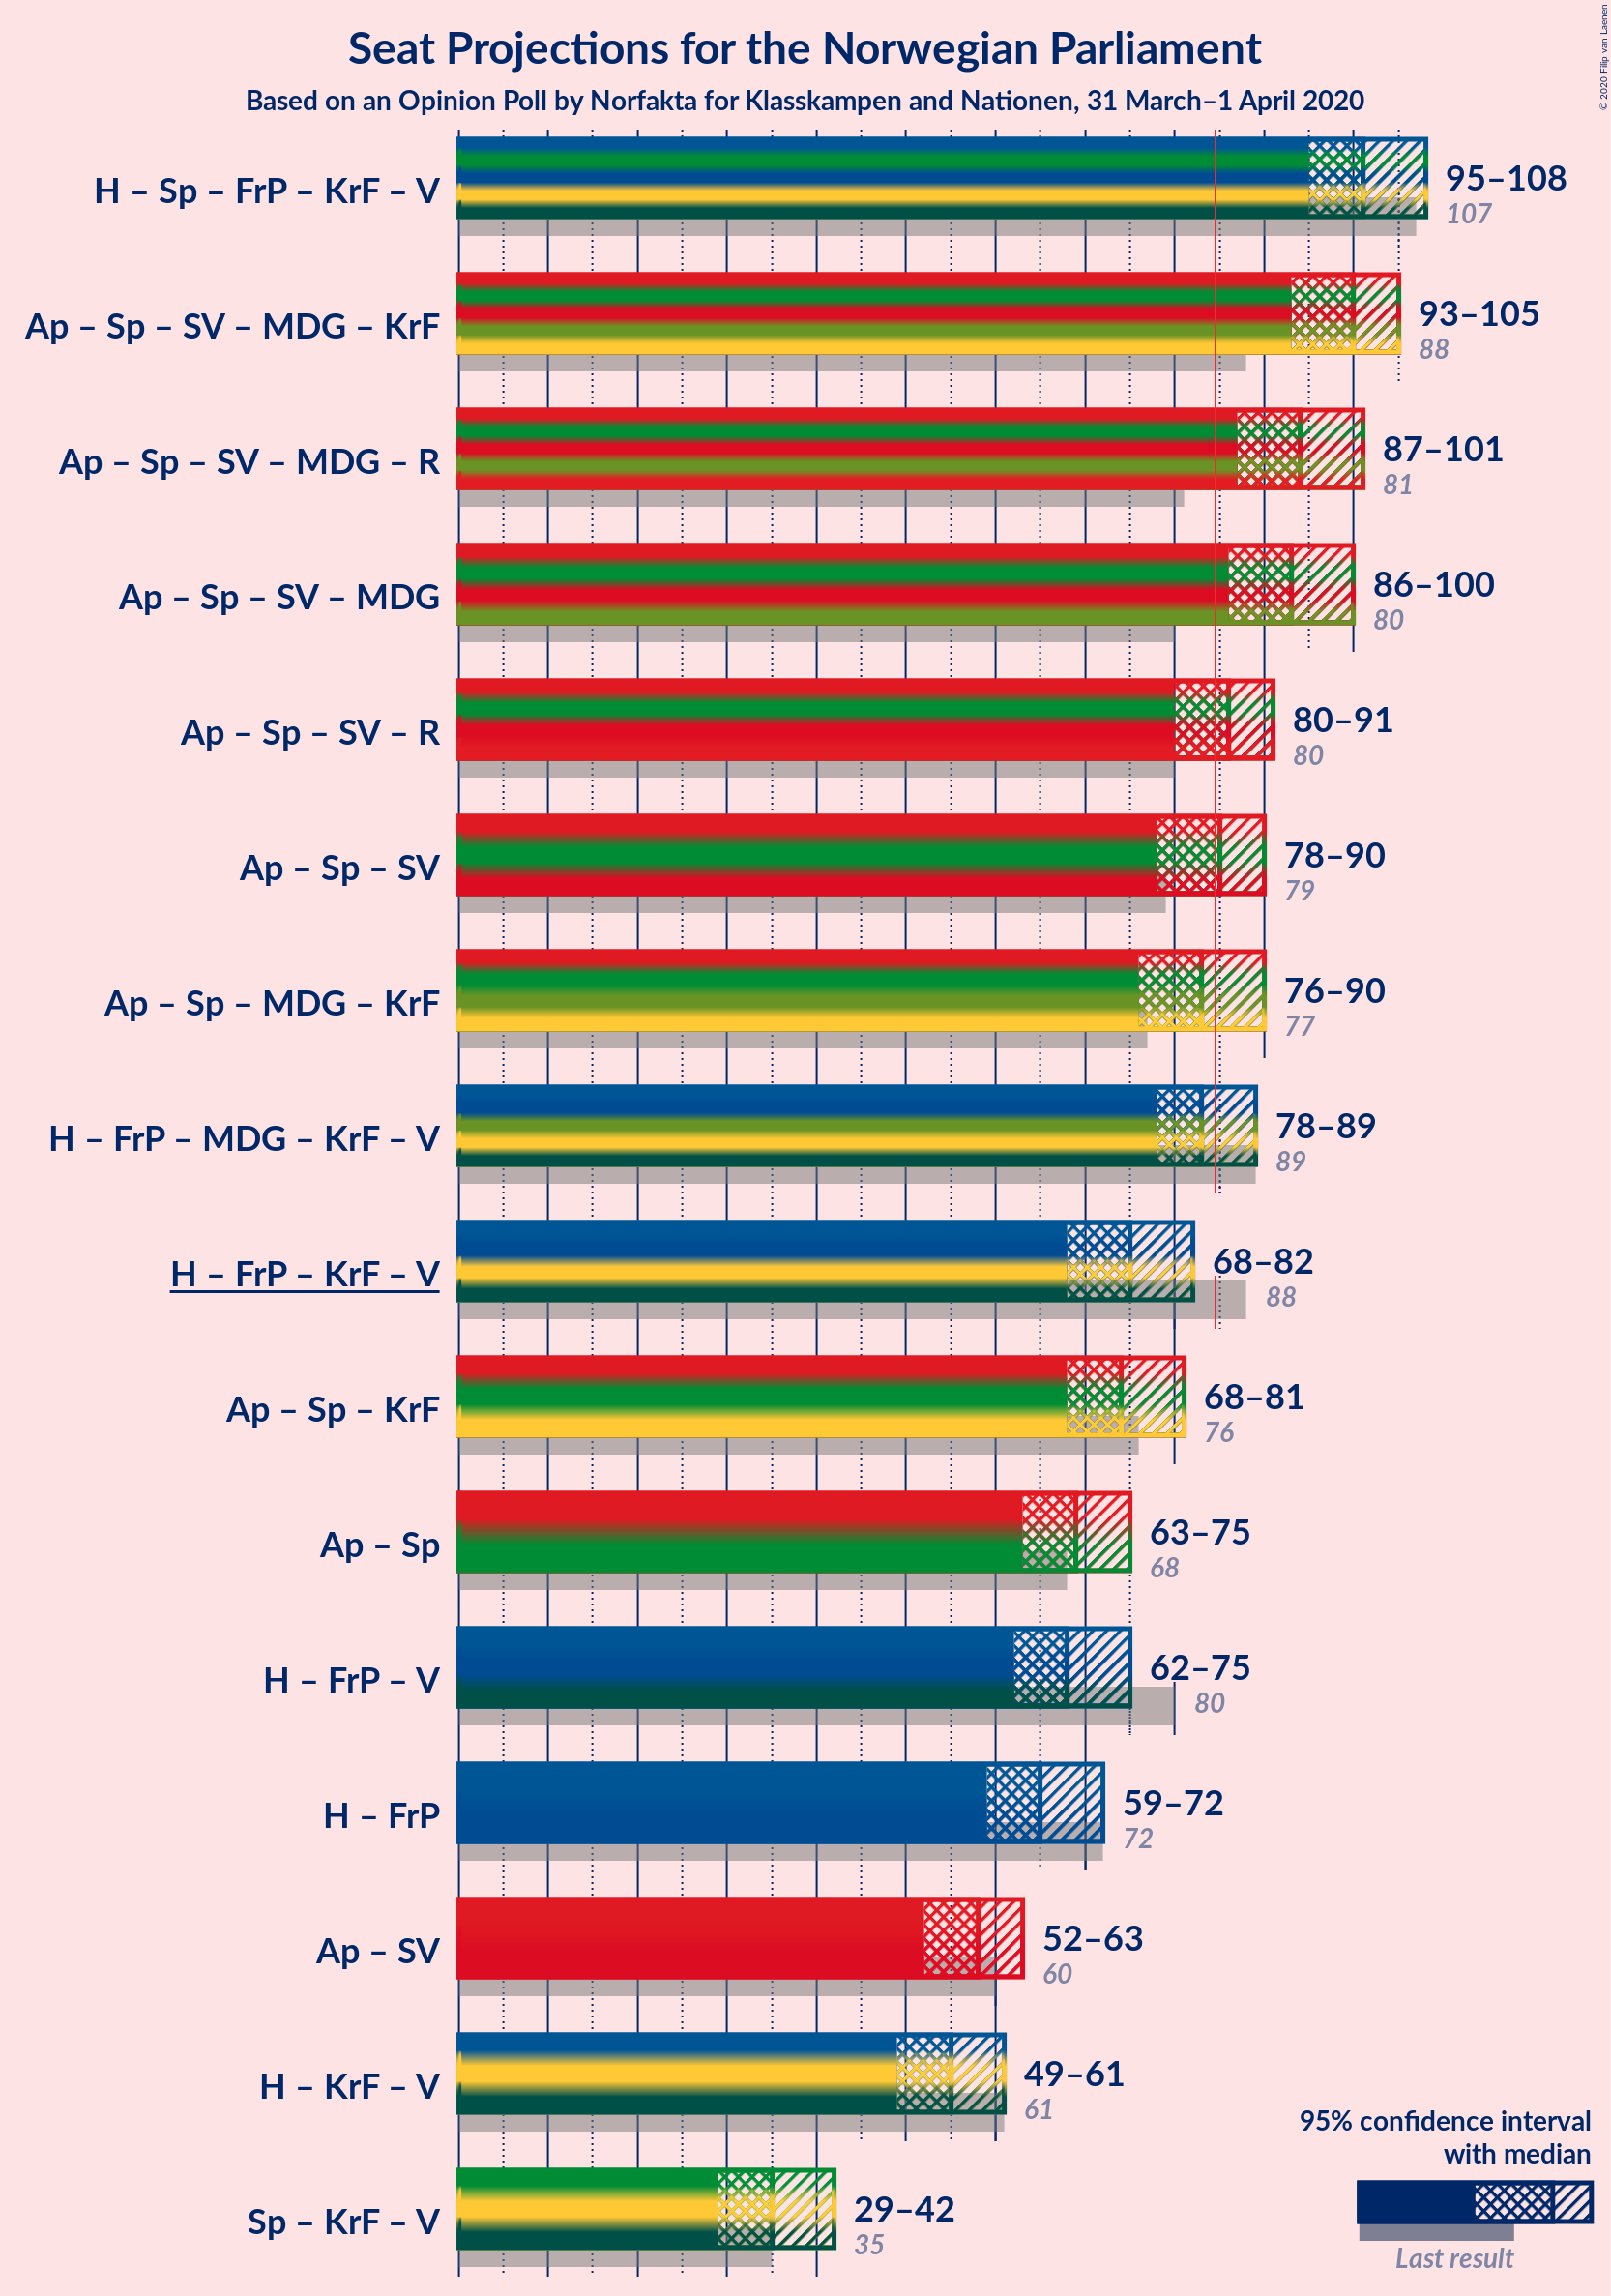 © 2020 Filip van Laenen
Seat Projections for the Norwegian Parliament
Based on an Opinion Poll by Norfakta for Klasskampen and Nationen, 31 March–1 April 2020
H – Sp – FrP – KrF – V
95–108
107
Ap – Sp – SV – MDG – KrF
93–105
88
Ap – Sp – SV – MDG – R
87–101
81
Ap – Sp – SV – MDG
86–100
80
Ap – Sp – SV – R
80–91
80
Ap – Sp – SV
78–90
79
Ap – Sp – MDG – KrF
76–90
77
H – FrP – MDG – KrF – V
78–89
89
H – FrP – KrF – V
68–82
88
Ap – Sp – KrF
68–81
76
Ap – Sp
63–75
68
H – FrP – V
62–75
80
H – FrP
59–72
72
Ap – SV
52–63
60
H – KrF – V
49–61
61
Sp – KrF – V
29–42
35
95% confidence interval
with median
Last result